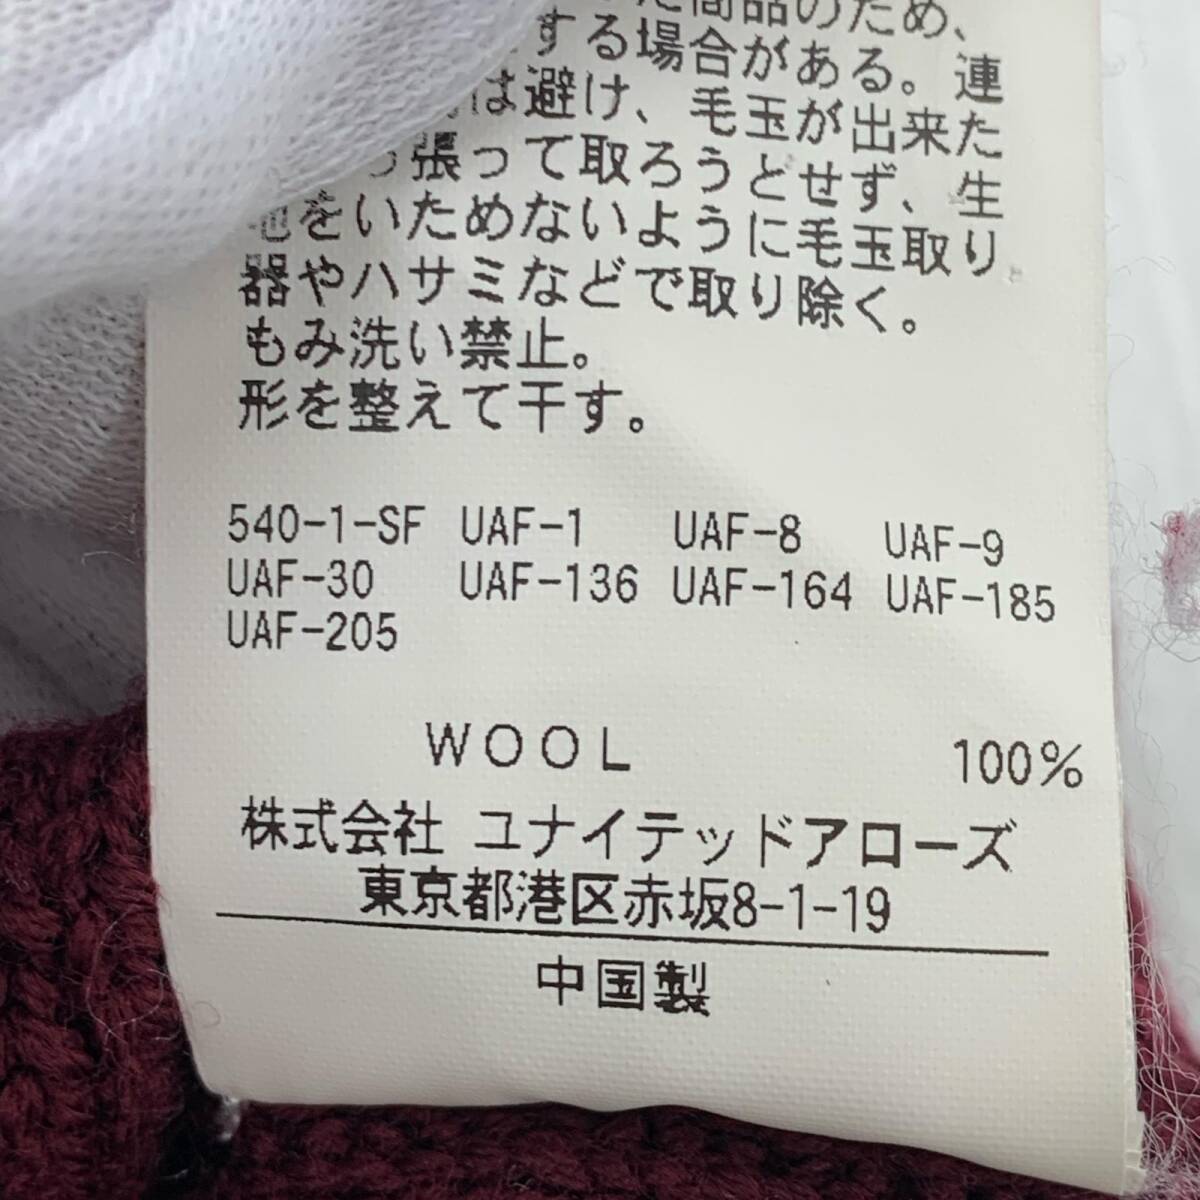 商品のため、
する場合がある。連
は避け、毛玉が出来た
張って取ろうとせず、生
地をいためないように毛玉取り
器やハサミなどで取り除く。
もみ洗い禁止。
形を整えて干す。
540-1-SF UAF-1 UAF-8 UAF-9
UAF-30 UAF-136 UAF-164 UAF-185
UAF-205
WOOL 100%
株式会社 ユナイテッドアローズ
東京都港区赤坂8-1-19
中国製